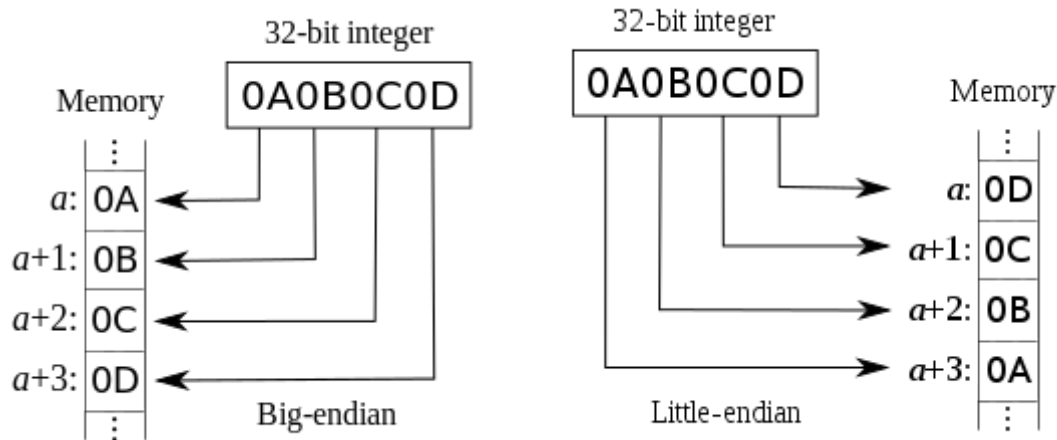 32-bit integer
0A0B0C0D
Memory
⋮
a: 0A
a+1: 0B
a+2: 0C
a+3: 0D
⋮
Big-endian
32-bit integer
0A0B0C0D
Memory
⋮
a: 0D
a+1: 0C
a+2: 0B
a+3: 0A
⋮
Little-endian